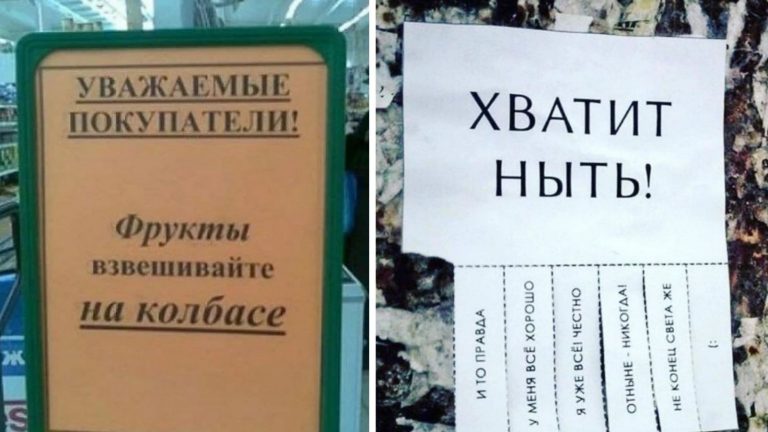 УВАЖАЕМЫЕ
ПОКУПАТЕЛИ!
Фрукты
взвешивайте
на колбасе
ХВАТИТ
НЫТЬ!
И ТО ПРАВДА
У МЕНЯ ВСЁ ХОРОШО
Я УЖЕ ВСЁ! ЧЕСТНО
ОТНЫНЕ - НИКОГДА!
НЕ КОНЕЦ СВЕТА ЖЕ
(: